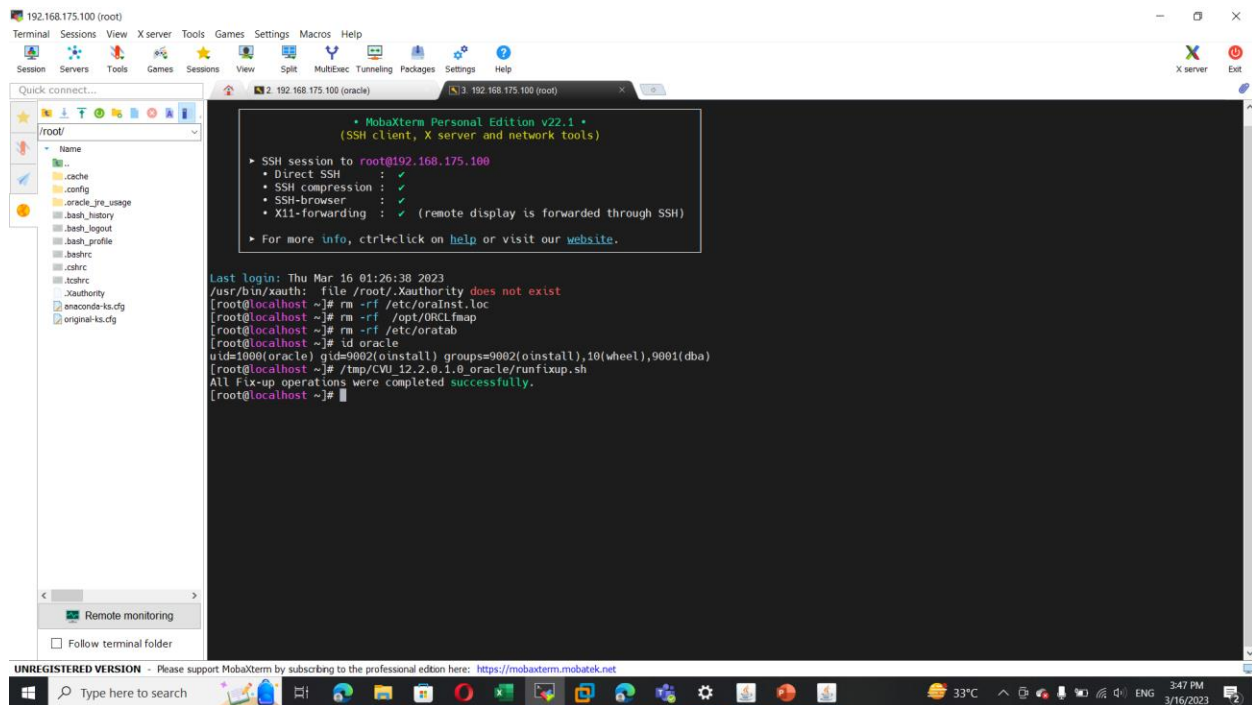 192.168.175.100 (root)
Terminal Sessions View X server Tools Games Settings Macros Help
Session Servers Tools Games Sessions View Split MultiExec Tunneling Packages Settings Help X server Exit
Quick connect...
2. 192.168.175.100 (oracle)
3. 192.168.175.100 (root)
/root/
Name
..
.cache
.config
.oracle_jre_usage
.bash_history
.bash_logout
.bash_profile
.bashrc
.cshrc
.tcshrc
.Xauthority
anaconda-ks.cfg
original-ks.cfg
Remote monitoring
Follow terminal folder
• MobaXterm Personal Edition v22.1 •
(SSH client, X server and network tools)
► SSH session to root@192.168.175.100
• Direct SSH : ✔
• SSH compression : ✔
• SSH-browser : ✔
• X11-forwarding : ✔ (remote display is forwarded through SSH)
► For more info, ctrl+click on help or visit our website.
Last login: Thu Mar 16 01:26:38 2023
/usr/bin/xauth: file /root/.Xauthority does not exist
[root@localhost ~]# rm -rf /etc/oraInst.loc
[root@localhost ~]# rm -rf /opt/ORCLfmap
[root@localhost ~]# rm -rf /etc/oratab
[root@localhost ~]# id oracle
uid=1000(oracle) gid=9002(oinstall) groups=9002(oinstall),10(wheel),9001(dba)
[root@localhost ~]# /tmp/CVU_12.2.0.1.0_oracle/runfixup.sh
All Fix-up operations were completed successfully.
[root@localhost ~]#
UNREGISTERED VERSION - Please support MobaXterm by subscribing to the professional edition here: https://mobaxterm.mobatek.net
Type here to search
33°C
ENG
3:47 PM
3/16/2023
2